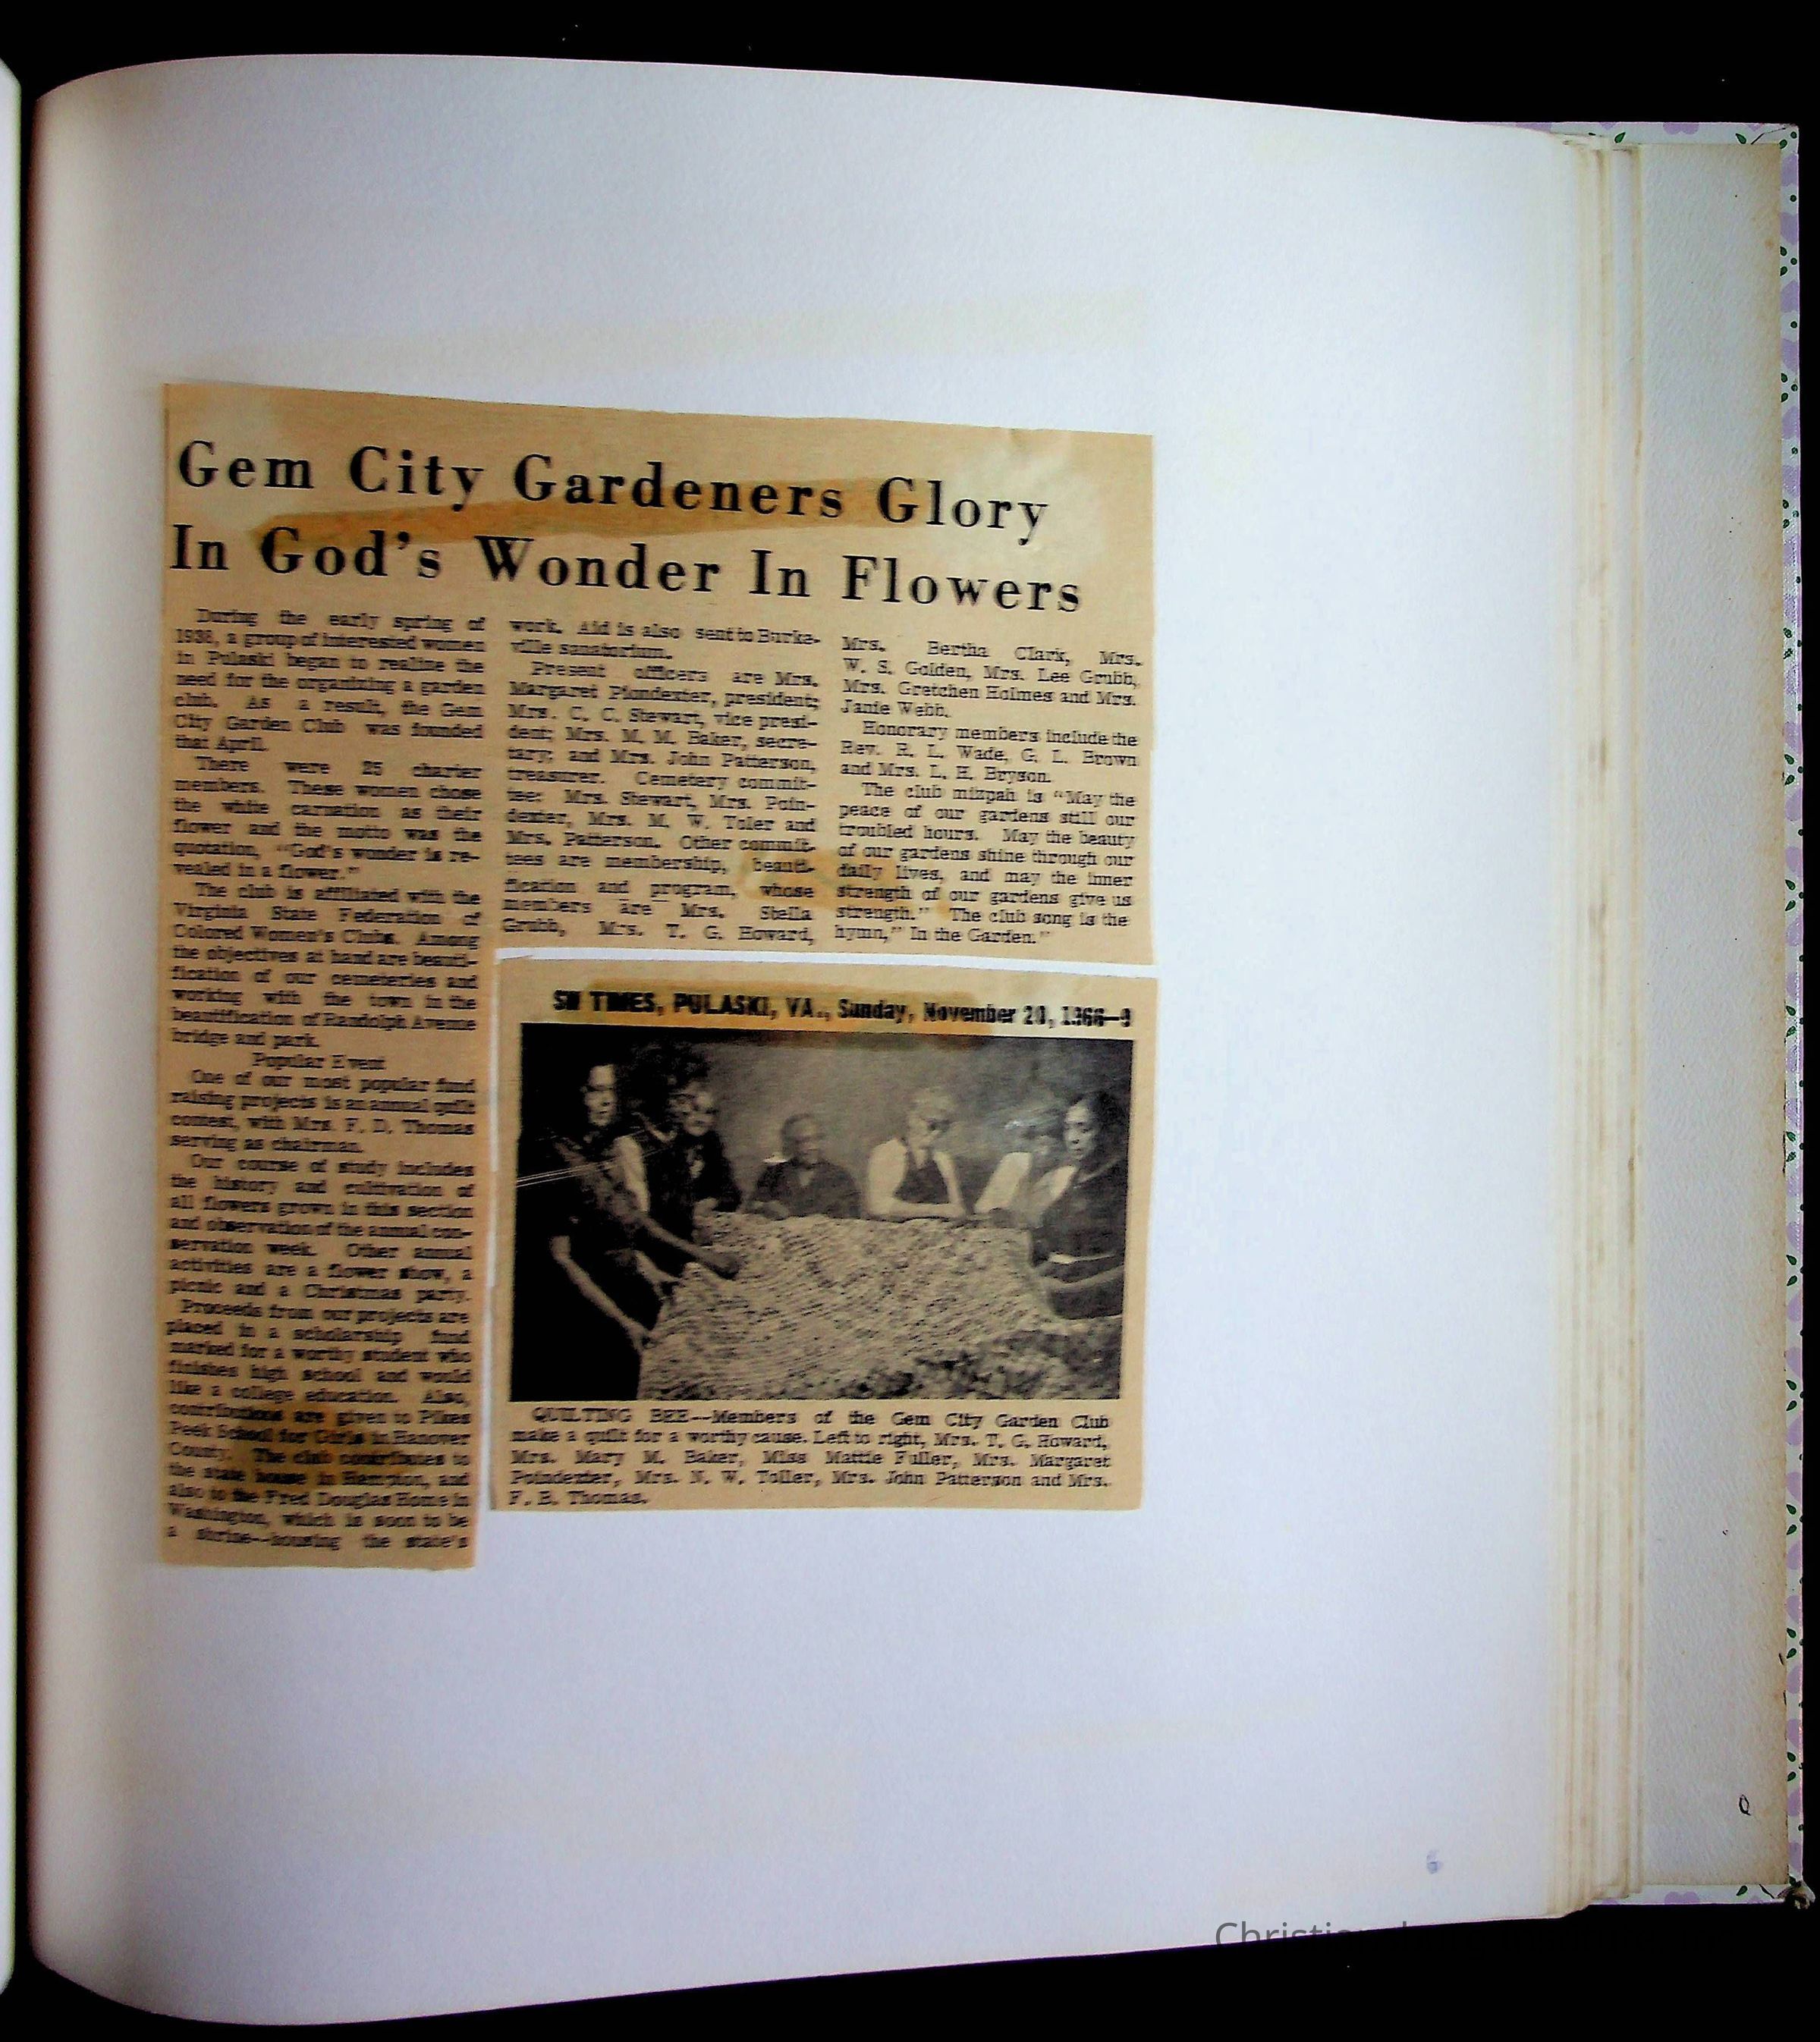 Gem City Gardeners Glory
In God's Wonder In Flowers
During the early spring of
1938, a group of interested women
in Pulaski began to realize the
need for the organizing a garden
club. As a result, the Gem
City Garden Club was founded
that April.
There were 25 charter
members. These women chose
the white carnation as their
flower and the motto was the
quotation, "God's wonder is re-
vealed in a flower."
The club is affiliated with the
Virginia State Federation of
Colored Women's Clubs. Among
the objectives at hand are beauti-
fication of our cemeteries and
working with the town in the
beautification of Randolph Avenue
bridge and park.
Popular Event
One of our most popular fund
raising projects is an annual quilt
contest, with Mrs. F. D. Thomas
serving as chairman.
Our course of study includes
the history and cultivation of
all flowers grown in this section
and observation of the annual con-
servation week. Other annual
activities are a flower show, a
picnic and a Christmas party.
Proceeds from our projects are
placed in a scholarship fund
marked for a worthy student who
finishes high school and would
like a college education. Also,
contributions are given to Pikes
Peek School for Girls in Hanover
County. The club contributes to
the state house in Hampton, and
also to the Fred Douglas Home in
Washington, which is soon to be
a shrine--housing the state's
work. Aid is also sent to Burke-
ville sanatorium.
Present officers are Mrs.
Margaret Piondexter, president;
Mrs. C. C. Stewart, vice presi-
dent; Mrs. M. M. Baker, secre-
tary; and Mrs. John Patterson,
treasurer. Cemetery commit-
tee: Mrs. Stewart, Mrs. Poin-
dexter, Mrs. M. W. Toler and
Mrs. Patterson. Other commit-
tees are membership, beauti-
fication and program, whose
members are Mrs. Stella
Grubb, Mrs. T. G. Howard,
Mrs. Bertha Clark, Mrs.
W. S. Golden, Mrs. Lee Grubb,
Mrs. Gretchen Holmes and Mrs.
Janie Webb.
Honorary members include the
Rev. R. L. Wade, G. L. Brown
and Mrs. L. H. Bryson.
The club mizpah is "May the
peace of our gardens still our
troubled hours. May the beauty
of our gardens shine through our
daily lives, and may the inner
strength of our gardens give us
strength." The club song is the
hymn," In the Garden."
SW TIMES, PULASKI, VA., Sunday, November 20, 1966—9
QUILTING BEE--Members of the Gem City Garden Club
make a quilt for a worthy cause. Left to right, Mrs. T. G. Howard,
Mrs. Mary M. Baker, Miss Mattie Fuller, Mrs. Margaret
Poindexter, Mrs. N. W. Toller, Mrs. John Patterson and Mrs.
F. B. Thomas.
6